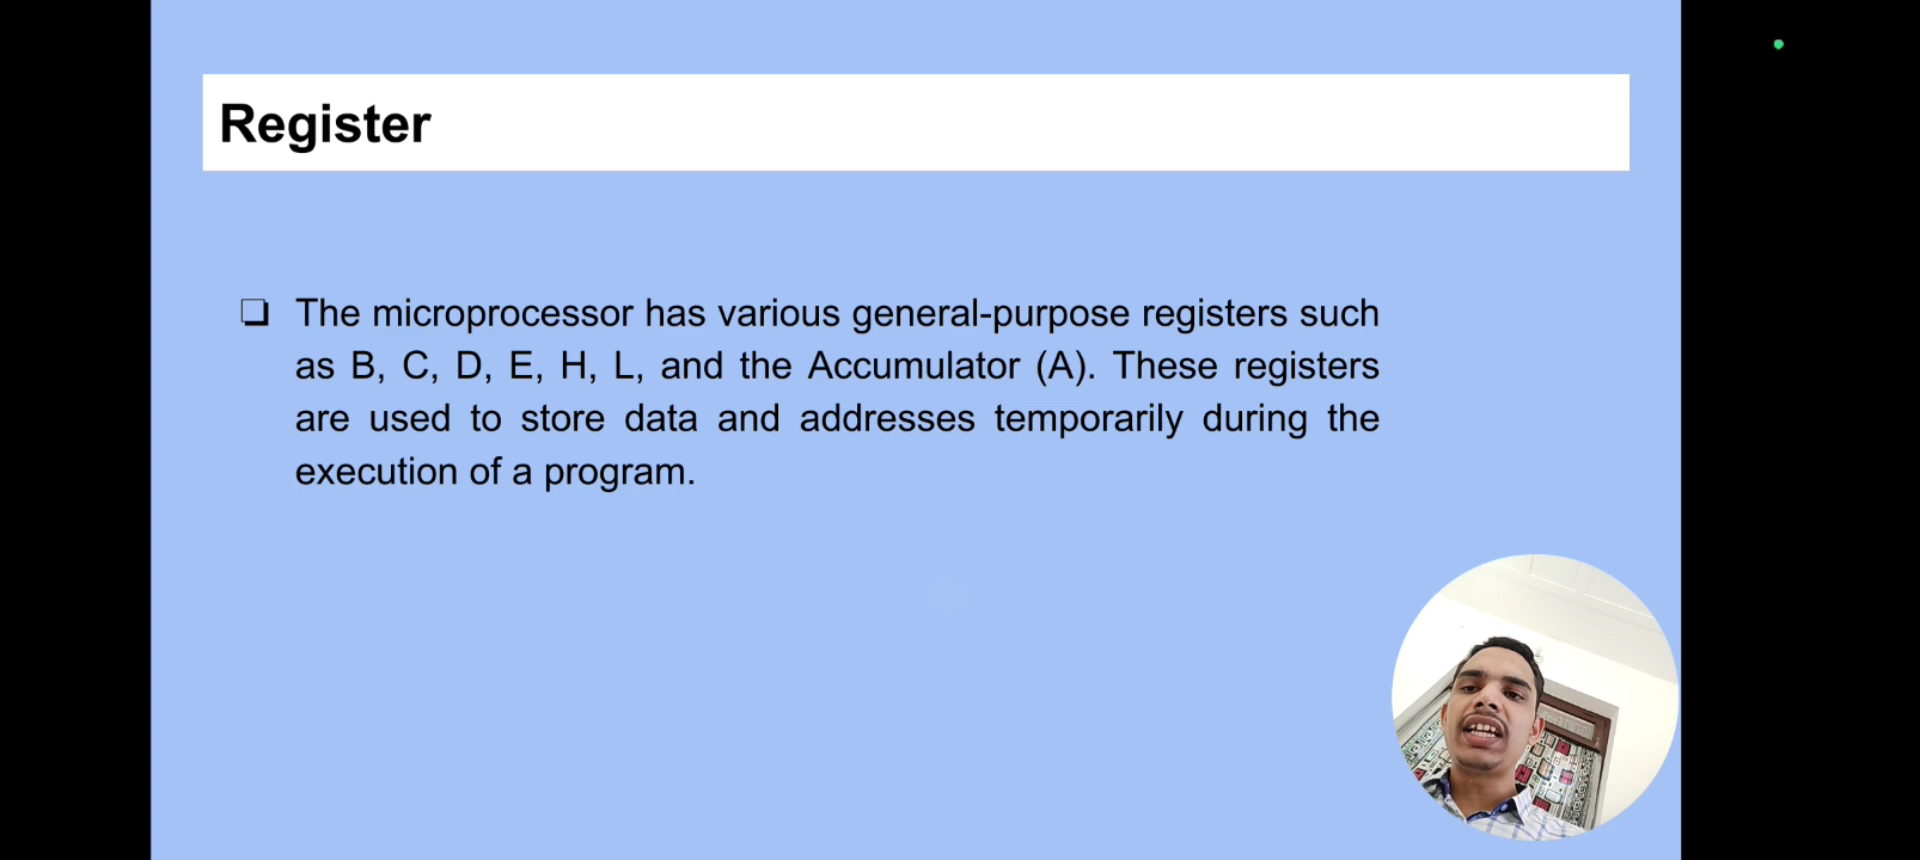 Register
❑ The microprocessor has various general-purpose registers such
as B, C, D, E, H, L, and the Accumulator (A). These registers
are used to store data and addresses temporarily during the
execution of a program.